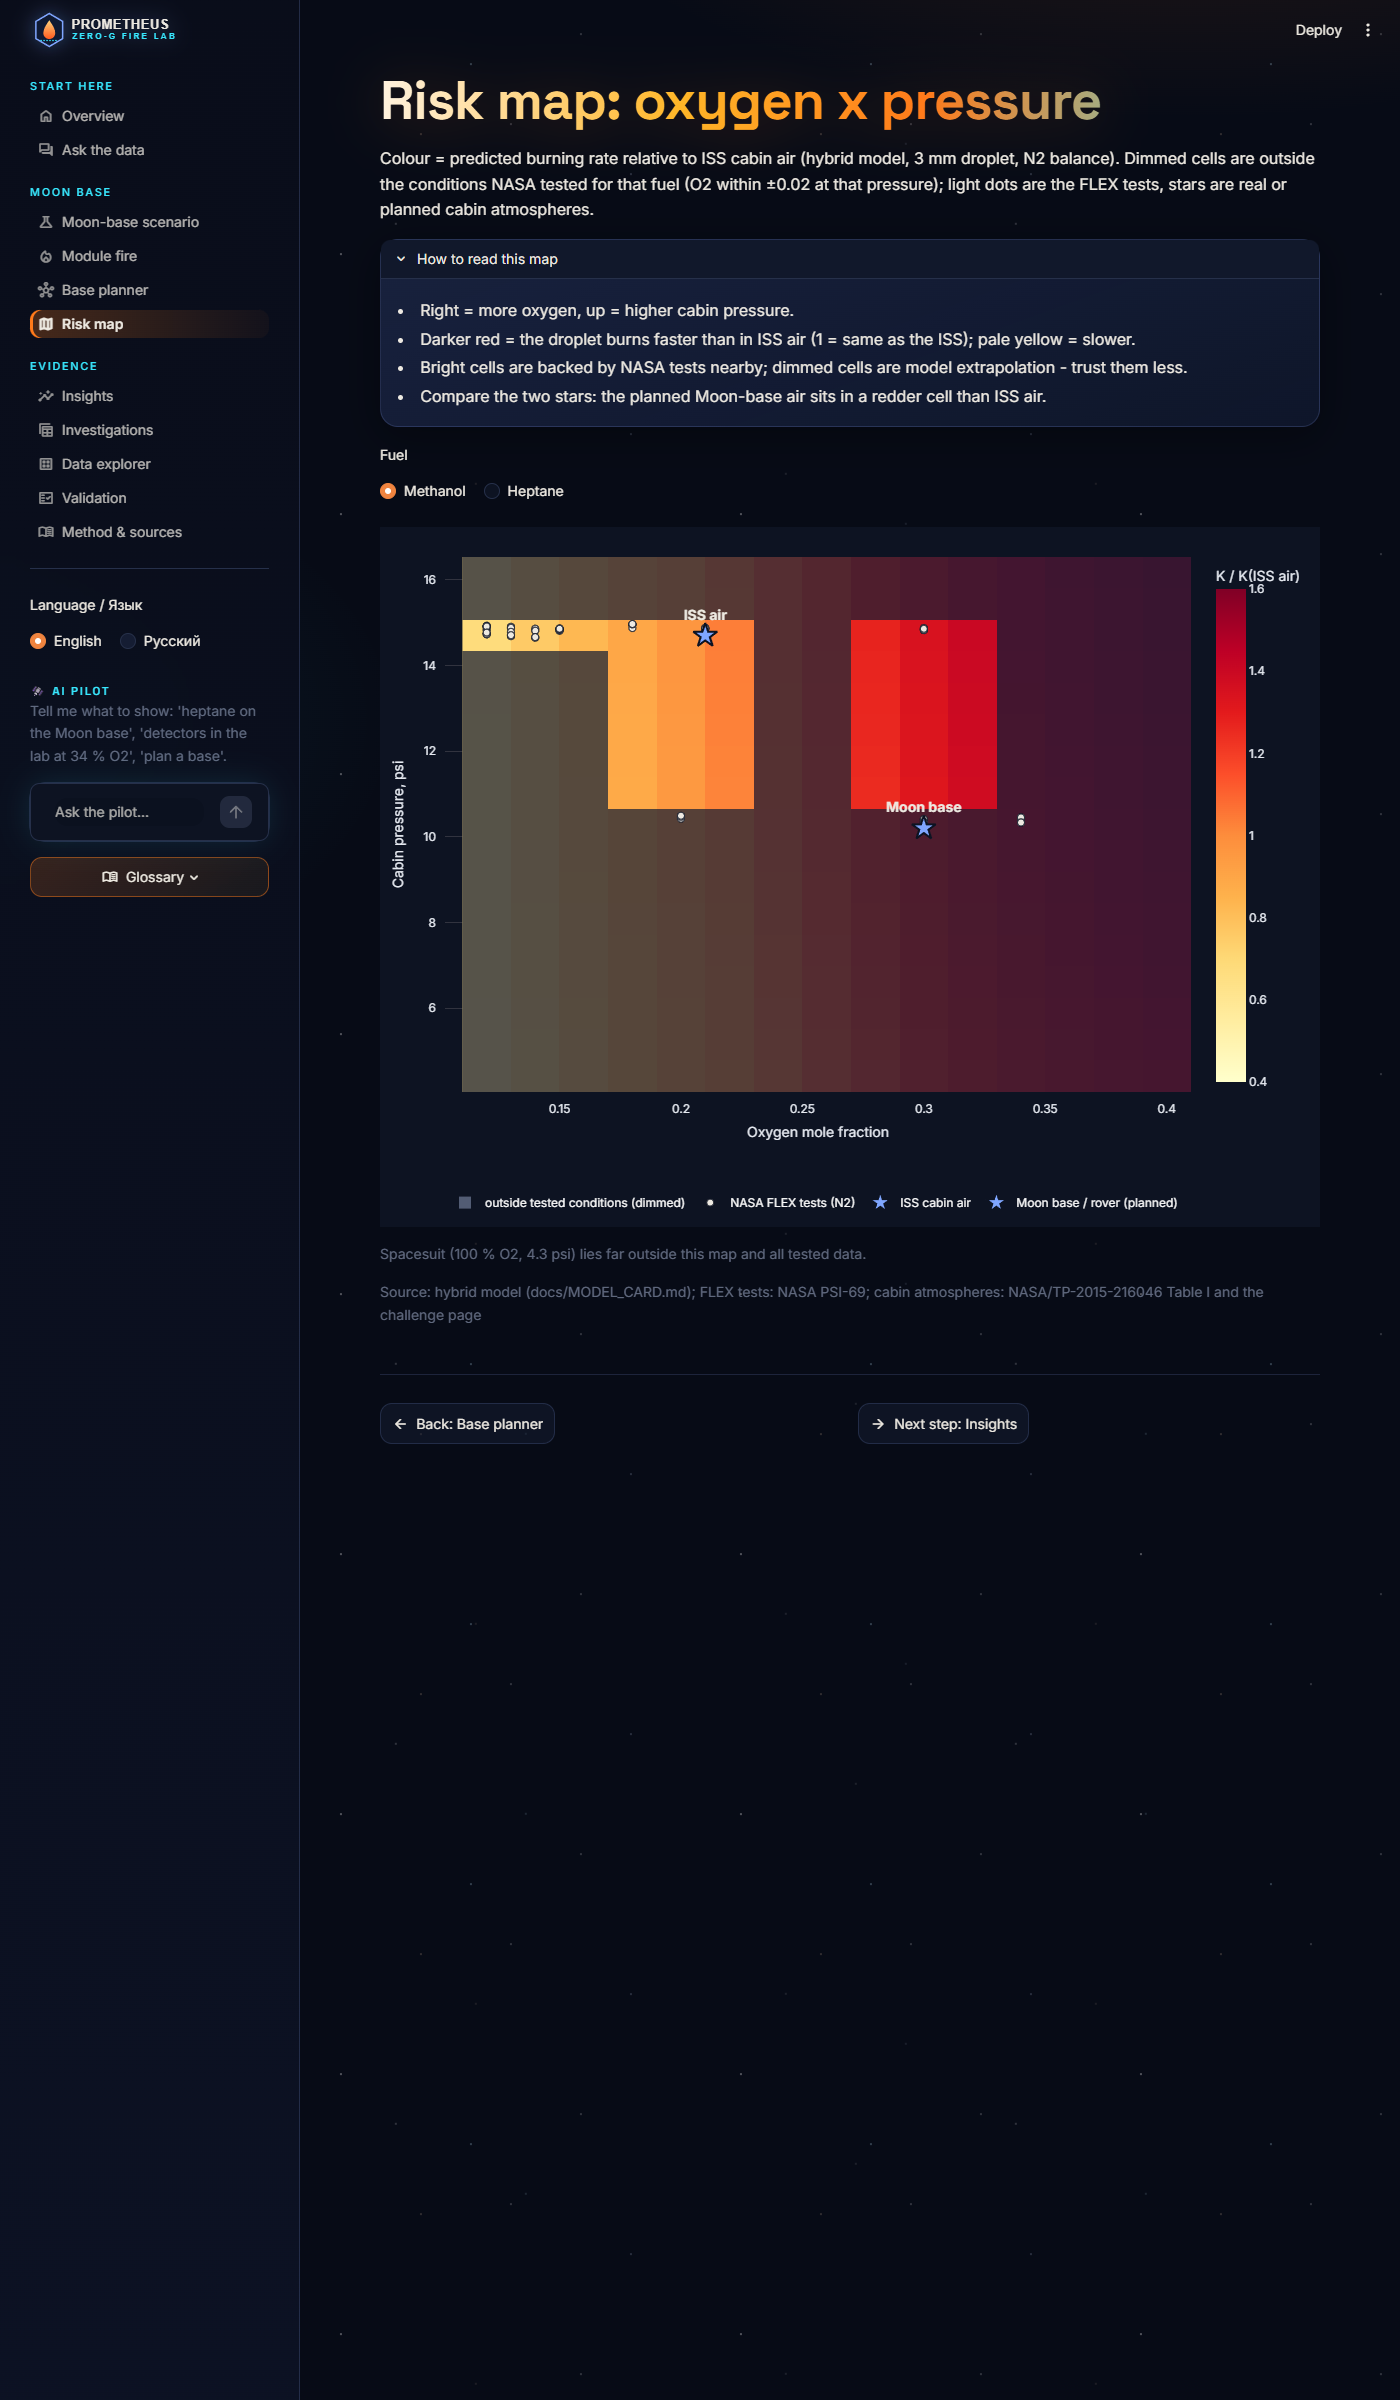 PROMETHEUS
ZERO-G FIRE LAB
START HERE
Overview
Ask the data
MOON BASE
Moon-base scenario
Module fire
Base planner
Risk map
EVIDENCE
Insights
Investigations
Data explorer
Validation
Method & sources
Language / Язык
English
Русский
AI PILOT
Tell me what to show: 'heptane on
the Moon base', 'detectors in the
lab at 34 % O2', 'plan a base'.
Ask the pilot...
Glossary
Deploy
Risk map: oxygen x pressure
Colour = predicted burning rate relative to ISS cabin air (hybrid model, 3 mm droplet, N2 balance). Dimmed cells are outside
the conditions NASA tested for that fuel (O2 within ±0.02 at that pressure); light dots are the FLEX tests, stars are real or
planned cabin atmospheres.
How to read this map
• Right = more oxygen, up = higher cabin pressure.
• Darker red = the droplet burns faster than in ISS air (1 = same as the ISS); pale yellow = slower.
• Bright cells are backed by NASA tests nearby; dimmed cells are model extrapolation - trust them less.
• Compare the two stars: the planned Moon-base air sits in a redder cell than ISS air.
Fuel
Methanol
Heptane
Cabin pressure, psi
16
14
12
10
8
6
ISS air
Moon base
K / K(ISS air)
1.6
1.4
1.2
1
0.8
0.6
0.4
0.15
0.2
0.25
0.3
0.35
0.4
Oxygen mole fraction
outside tested conditions (dimmed)
NASA FLEX tests (N2)
ISS cabin air
Moon base / rover (planned)
Spacesuit (100 % O2, 4.3 psi) lies far outside this map and all tested data.
Source: hybrid model (docs/MODEL_CARD.md); FLEX tests: NASA PSI-69; cabin atmospheres: NASA/TP-2015-216046 Table I and the
challenge page
Back: Base planner
Next step: Insights